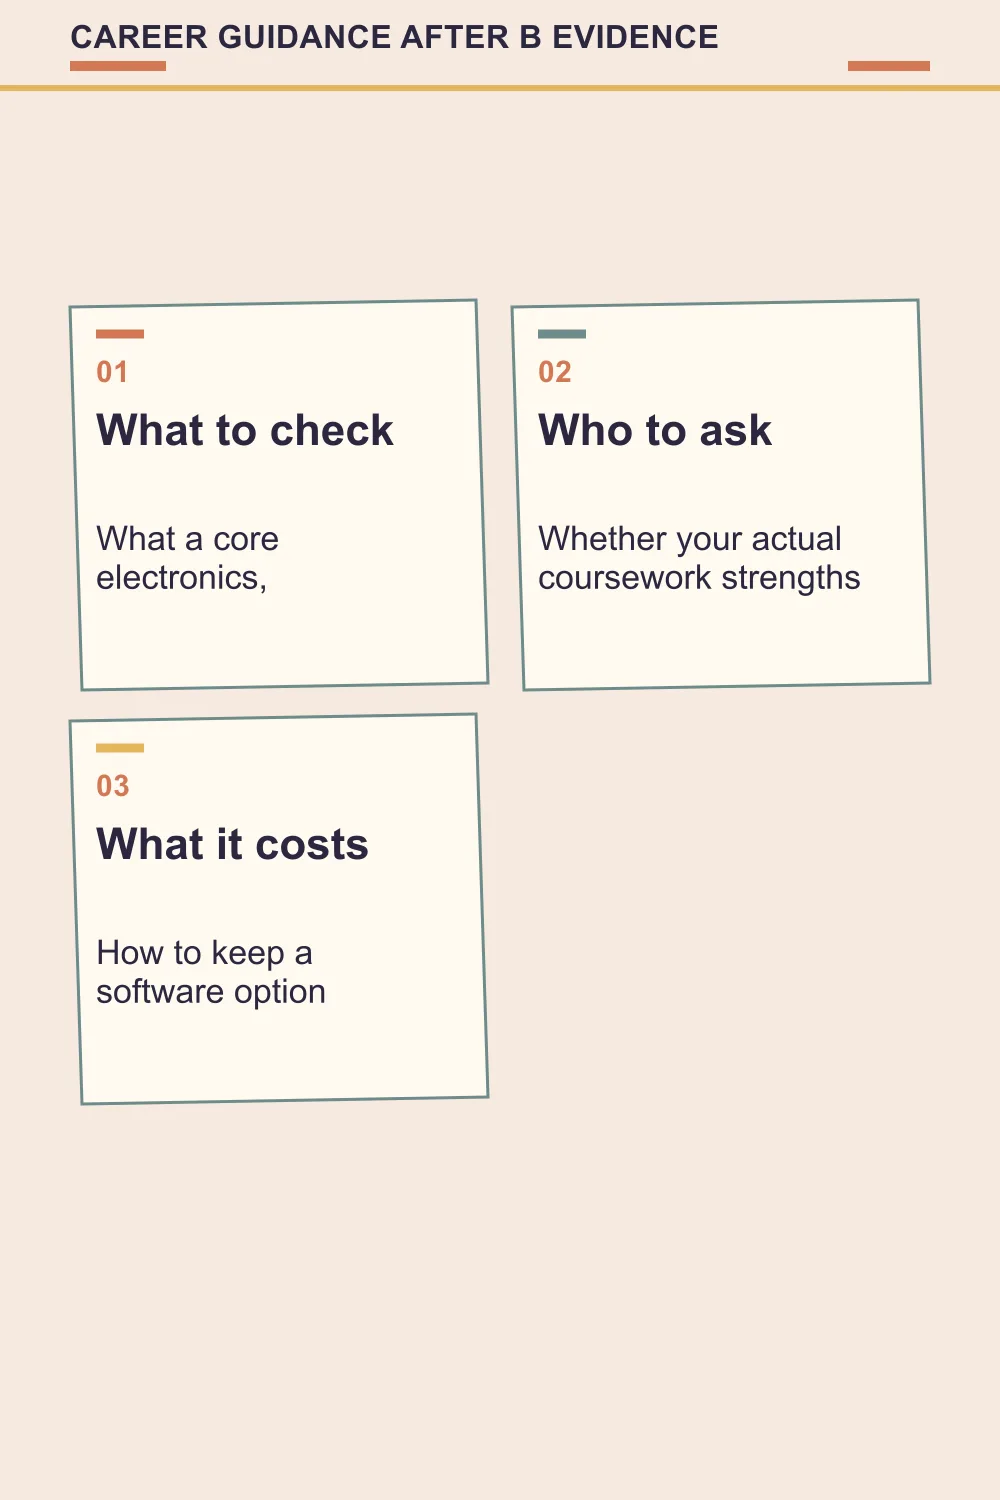 CAREER GUIDANCE AFTER B EVIDENCE
01
What to check
What a core
electronics,
02
Who to ask
Whether your actual
coursework strengths
03
What it costs
How to keep a
software option